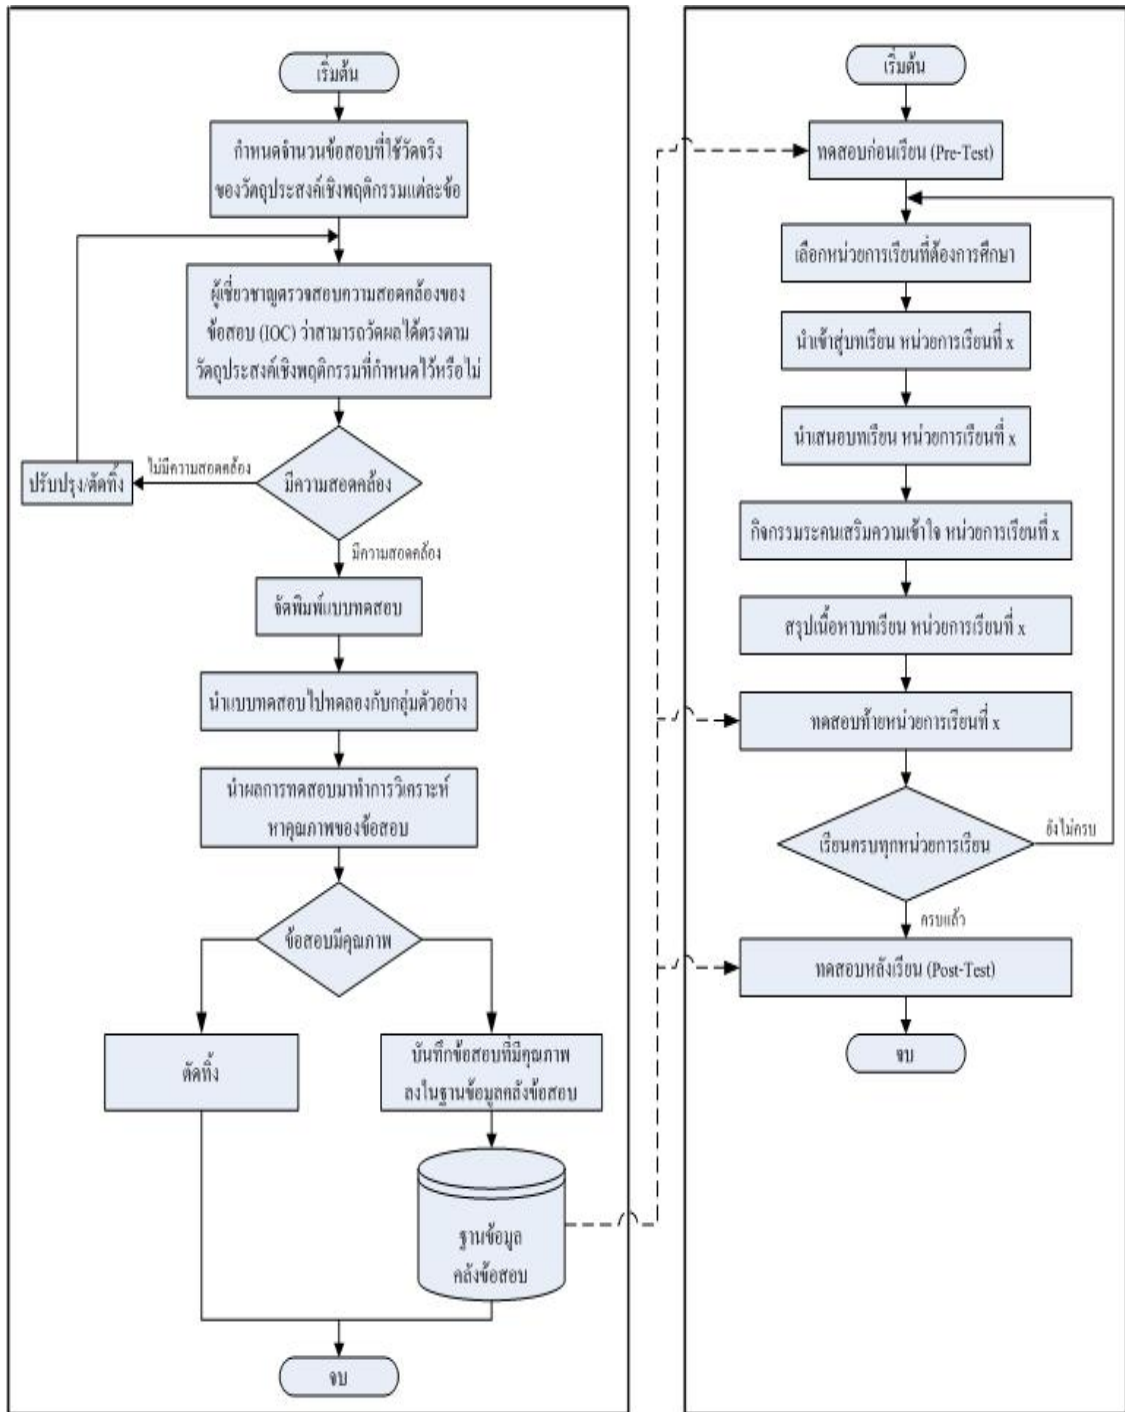 เริ่มต้น
กำหนดจำนวนข้อสอบที่ใช้วัดจริง
ของวัตถุประสงค์เชิงพฤติกรรมแต่ละข้อ
ผู้เชี่ยวชาญตรวจสอบความสอดคล้องของ
ข้อสอบ (IOC) ว่าสามารถวัดผลได้ตรงตาม
วัตถุประสงค์เชิงพฤติกรรมที่กำหนดไว้หรือไม่
มีความสอดคล้อง
ไม่มีความสอดคล้อง
ปรับปรุง/ตัดทิ้ง
มีความสอดคล้อง
จัดพิมพ์แบบทดสอบ
นำแบบทดสอบไปทดลองกับกลุ่มตัวอย่าง
นำผลการทดสอบมาทำการวิเคราะห์
หาคุณภาพของข้อสอบ
ข้อสอบมีคุณภาพ
ตัดทิ้ง
บันทึกข้อสอบที่มีคุณภาพ
ลงในฐานข้อมูลคลังข้อสอบ
ฐานข้อมูล
คลังข้อสอบ
จบ
เริ่มต้น
ทดสอบก่อนเรียน (Pre-Test)
เลือกหน่วยการเรียนที่ต้องการศึกษา
นำเข้าสู่บทเรียน หน่วยการเรียนที่ x
นำเสนอบทเรียน หน่วยการเรียนที่ x
กิจกรรมระคนเสริมความเข้าใจ หน่วยการเรียนที่ x
สรุปเนื้อหาบทเรียน หน่วยการเรียนที่ x
ทดสอบท้ายหน่วยการเรียนที่ x
เรียนครบทุกหน่วยการเรียน
ยังไม่ครบ
ครบแล้ว
ทดสอบหลังเรียน (Post-Test)
จบ